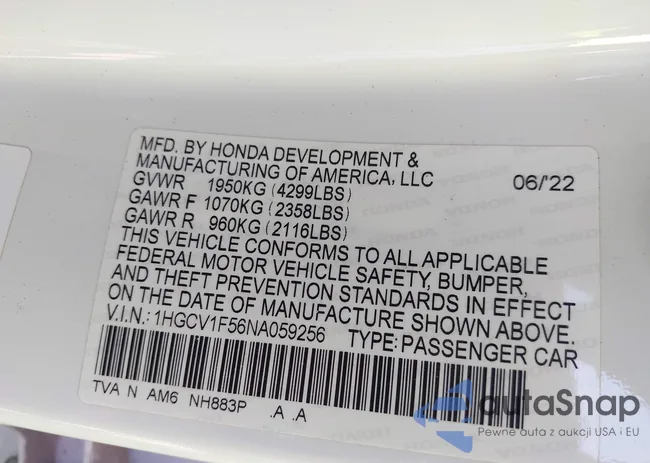 MFD. BY HONDA DEVELOPMENT &
MANUFACTURING OF AMERICA, LLC
06/'22
GVWR 1950KG (4299LBS)
GAWR F 1070KG (2358LBS)
GAWR R 960KG (2116LBS)
THIS VEHICLE CONFORMS TO ALL APPLICABLE
FEDERAL MOTOR VEHICLE SAFETY, BUMPER,
AND THEFT PREVENTION STANDARDS IN EFFECT
ON THE DATE OF MANUFACTURE SHOWN ABOVE.
V.I.N.: 1HGCV1F56NA059256 TYPE: PASSENGER CAR
TVA N AM6 NH883P .A .A
autoSnap
Pewne auta z aukcji USA i EU